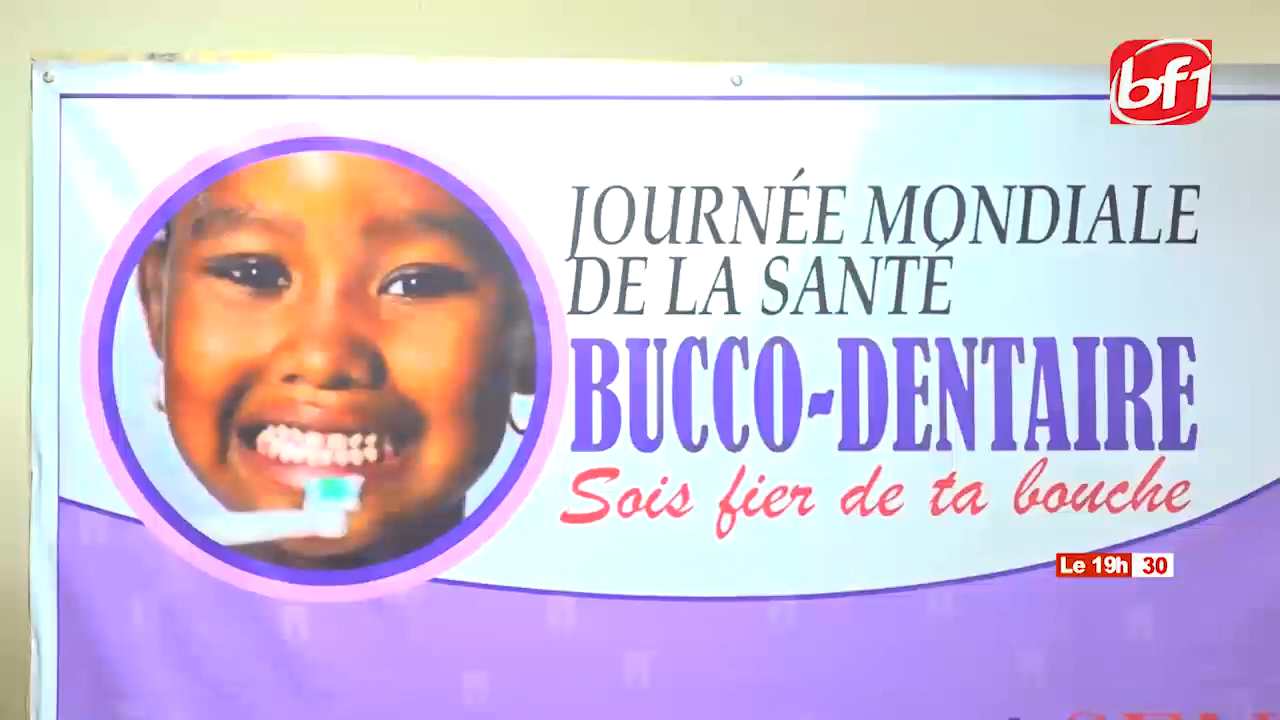 bf1
JOURNÉE MONDIALE
DE LA SANTÉ
BUCCO-DENTAIRE
Sois fier de ta bouche
Le 19h 30